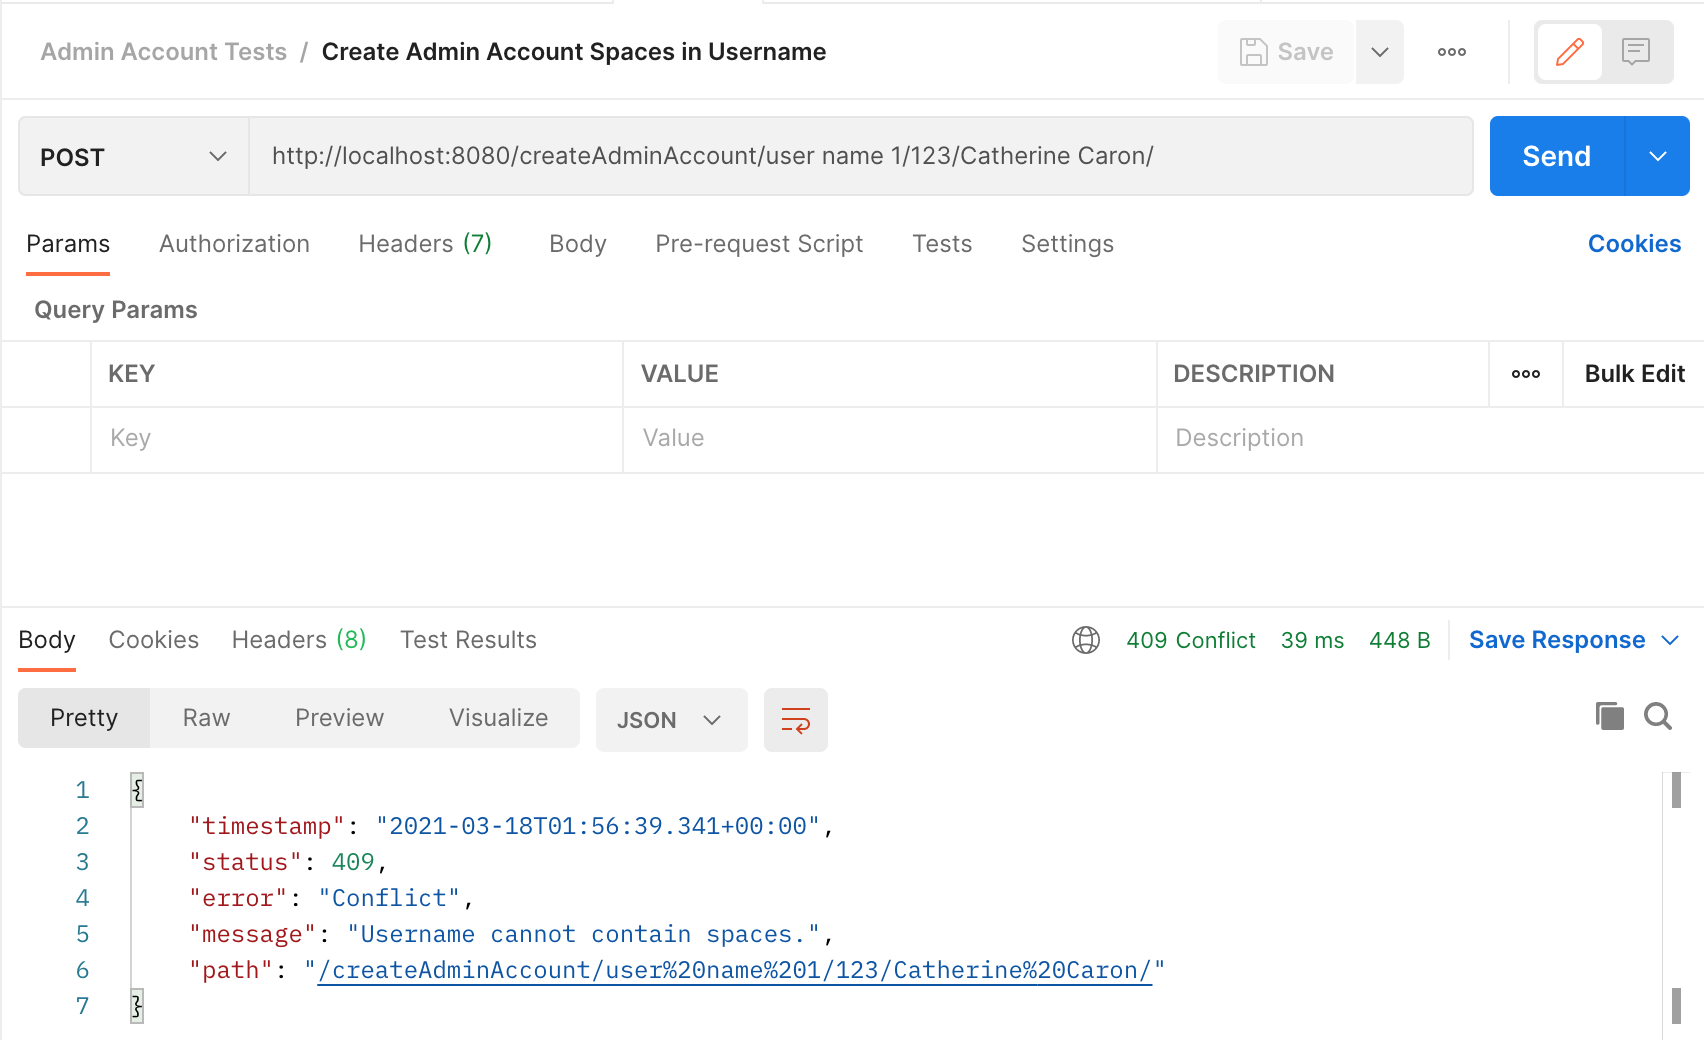 Admin Account Tests / Create Admin Account Spaces in Username
Save
POST
http://localhost:8080/createAdminAccount/user name 1/123/Catherine Caron/
Send
Params Authorization Headers (7) Body Pre-request Script Tests Settings Cookies
Query Params
KEY VALUE DESCRIPTION Bulk Edit
Key Value Description
Body Cookies Headers (8) Test Results 409 Conflict 39 ms 448 B Save Response
Pretty Raw Preview Visualize JSON
1 {
2 "timestamp": "2021-03-18T01:56:39.341+00:00",
3 "status": 409,
4 "error": "Conflict",
5 "message": "Username cannot contain spaces.",
6 "path": "/createAdminAccount/user%20name%201/123/Catherine%20Caron/"
7 }